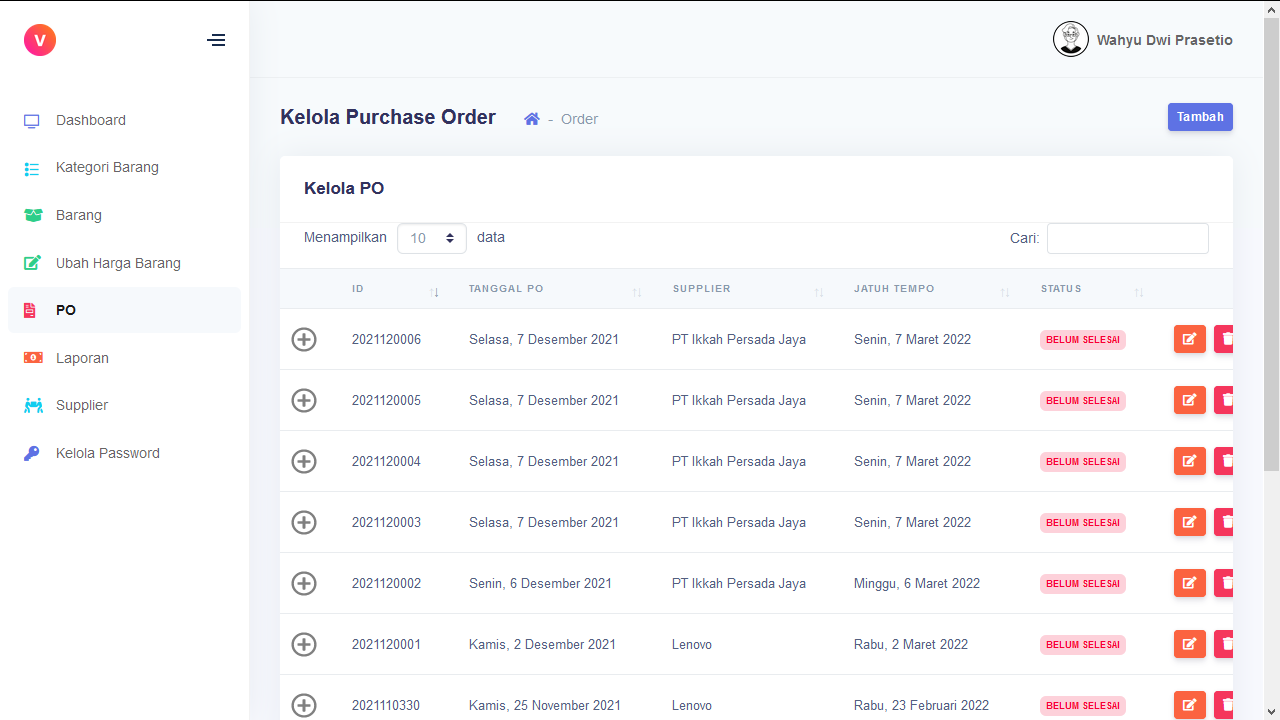 V
Wahyu Dwi Prasetio
Dashboard
Kategori Barang
Barang
Ubah Harga Barang
PO
Laporan
Supplier
Kelola Password
Kelola Purchase Order - Order
Tambah
Kelola PO
Menampilkan 10 data
Cari:
ID TANGGAL PO SUPPLIER JATUH TEMPO STATUS
2021120006 Selasa, 7 Desember 2021 PT Ikkah Persada Jaya Senin, 7 Maret 2022 BELUM SELESAI
2021120005 Selasa, 7 Desember 2021 PT Ikkah Persada Jaya Senin, 7 Maret 2022 BELUM SELESAI
2021120004 Selasa, 7 Desember 2021 PT Ikkah Persada Jaya Senin, 7 Maret 2022 BELUM SELESAI
2021120003 Selasa, 7 Desember 2021 PT Ikkah Persada Jaya Senin, 7 Maret 2022 BELUM SELESAI
2021120002 Senin, 6 Desember 2021 PT Ikkah Persada Jaya Minggu, 6 Maret 2022 BELUM SELESAI
2021120001 Kamis, 2 Desember 2021 Lenovo Rabu, 2 Maret 2022 BELUM SELESAI
2021110330 Kamis, 25 November 2021 Lenovo Rabu, 23 Februari 2022 BELUM SELESAI